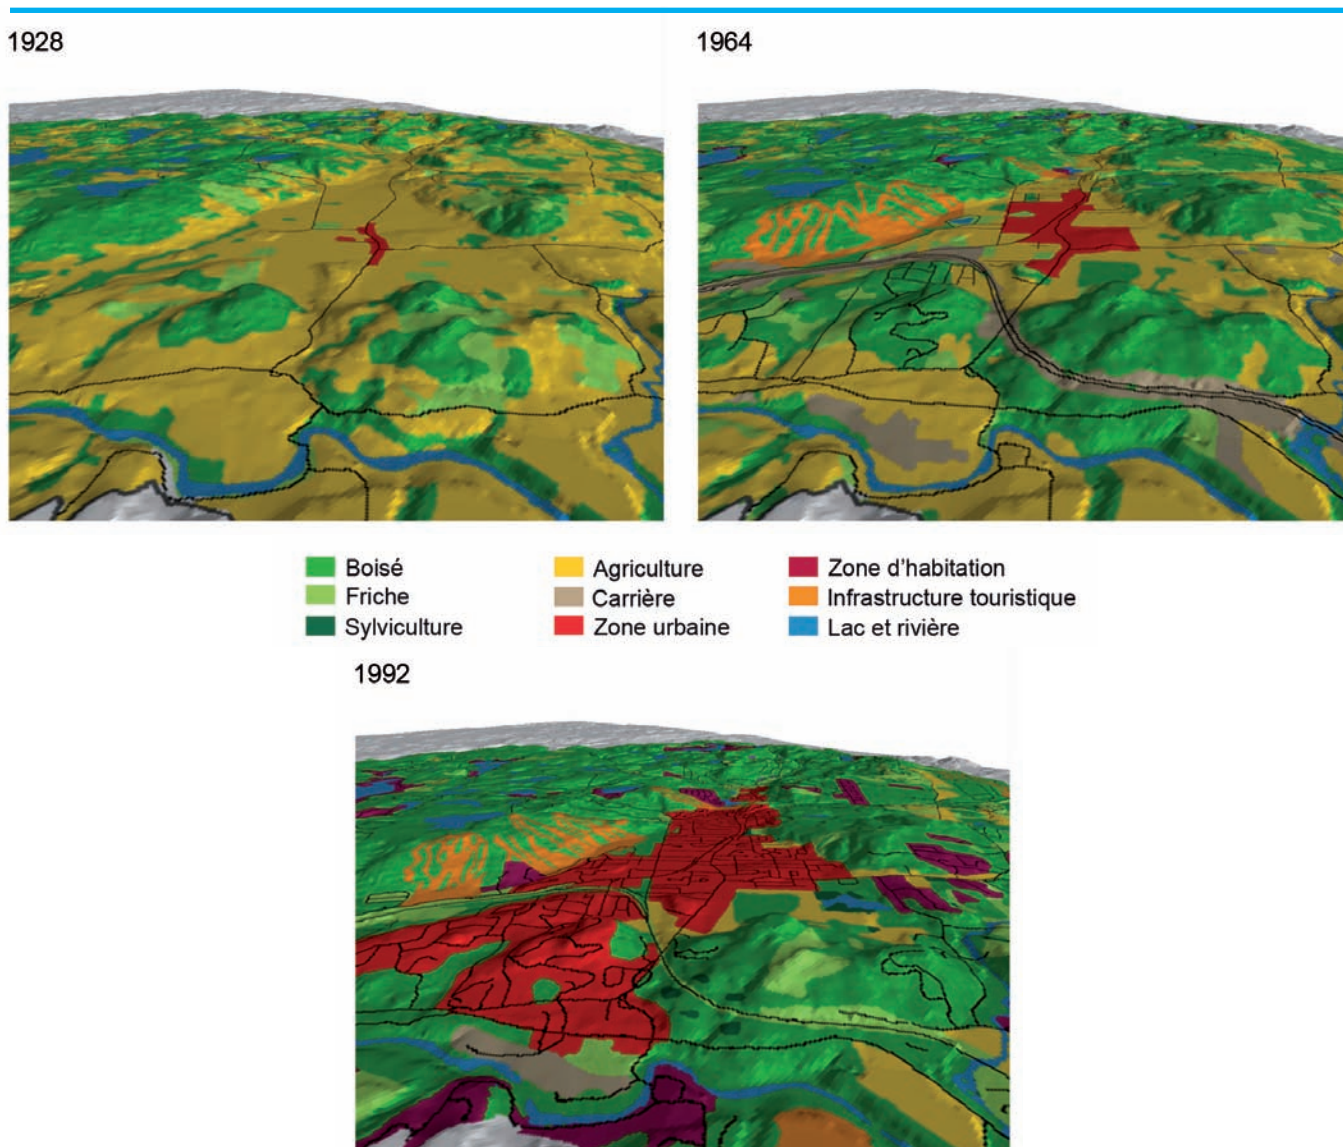 1928
1964
Boisé
Agriculture
Zone d'habitation
Friche
Carrière
Infrastructure touristique
Sylviculture
Zone urbaine
Lac et rivière
1992